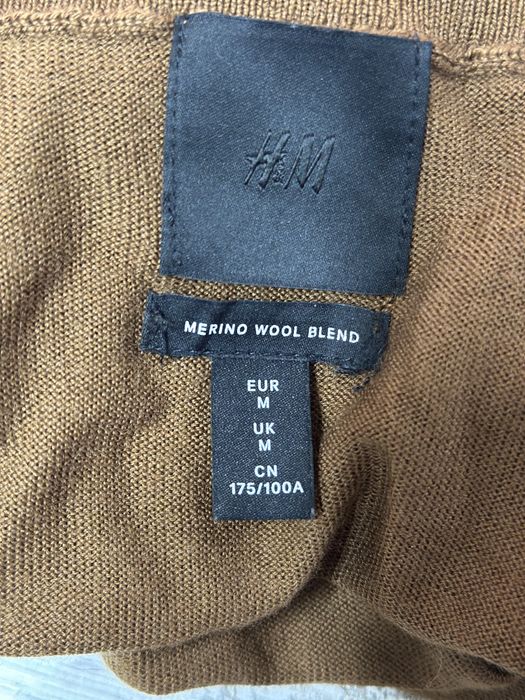 H&M
MERINO WOOL BLEND
EUR
M
UK
M
CN
175/100A